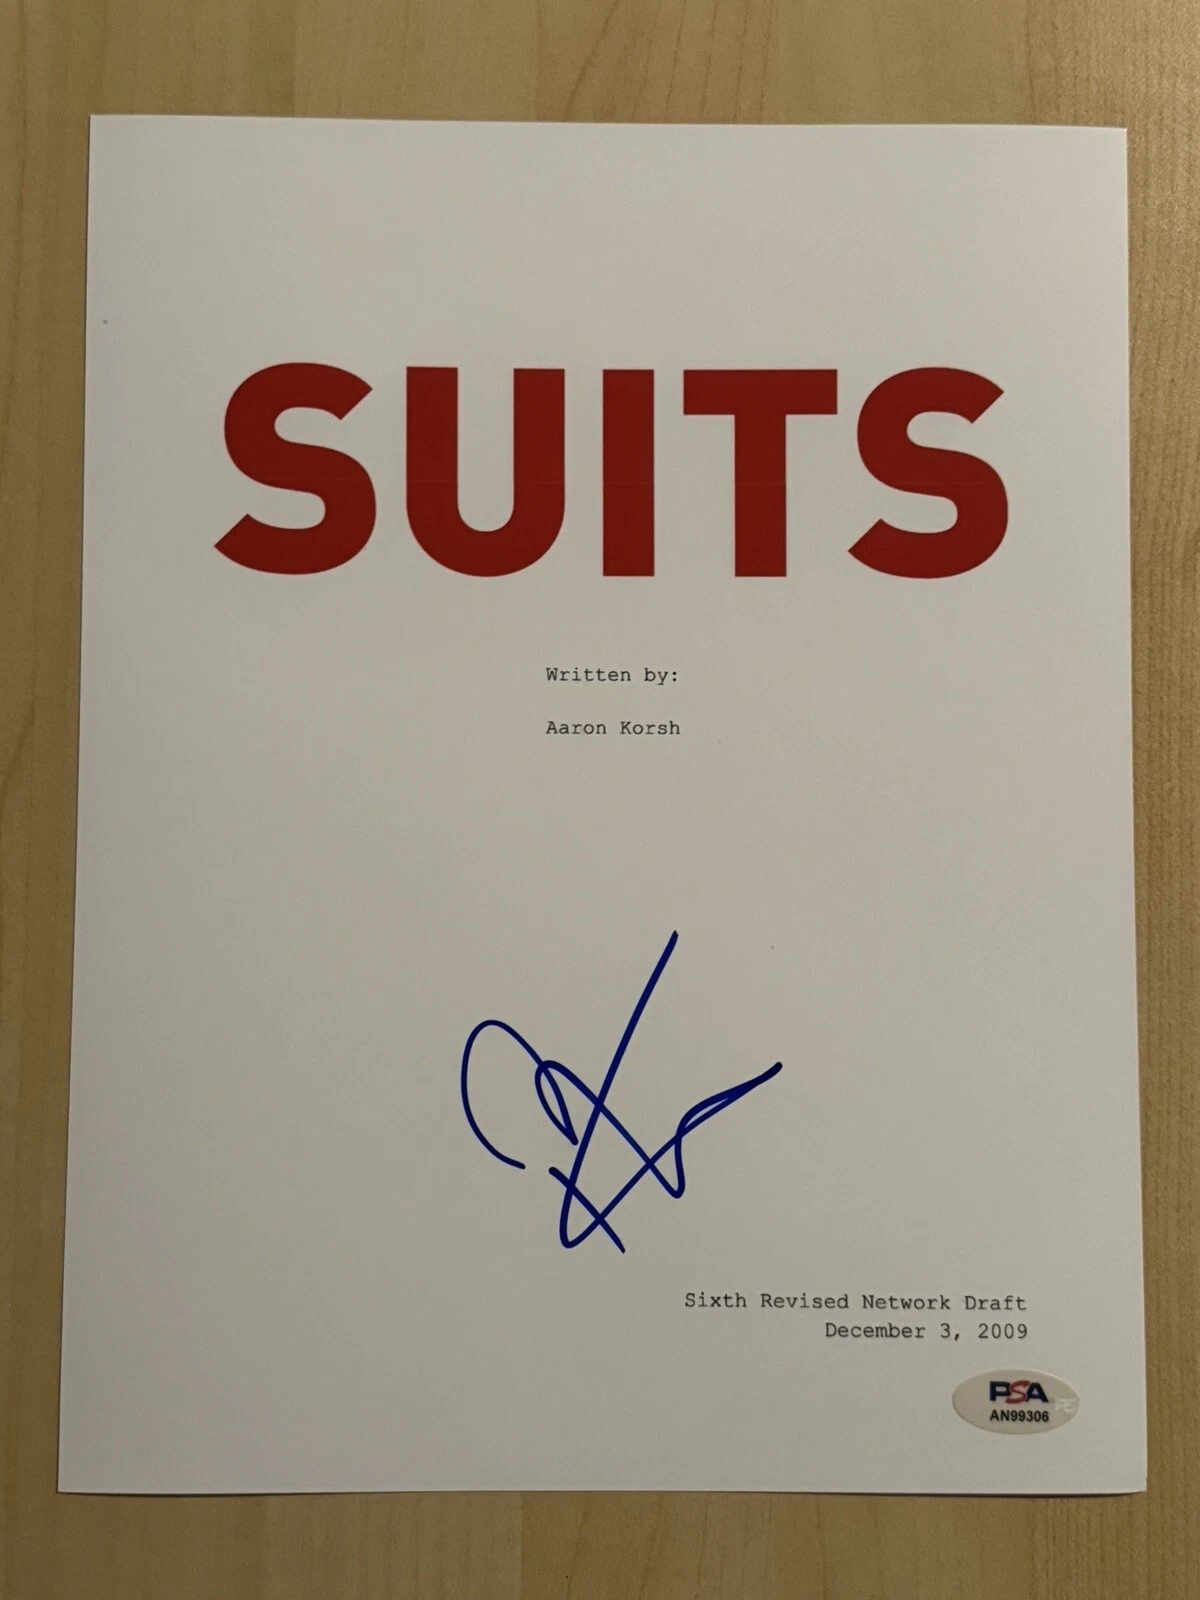 SUITS
Written by:
Aaron Korsh
Sixth Revised Network Draft
December 3, 2009
PSA
AN99306